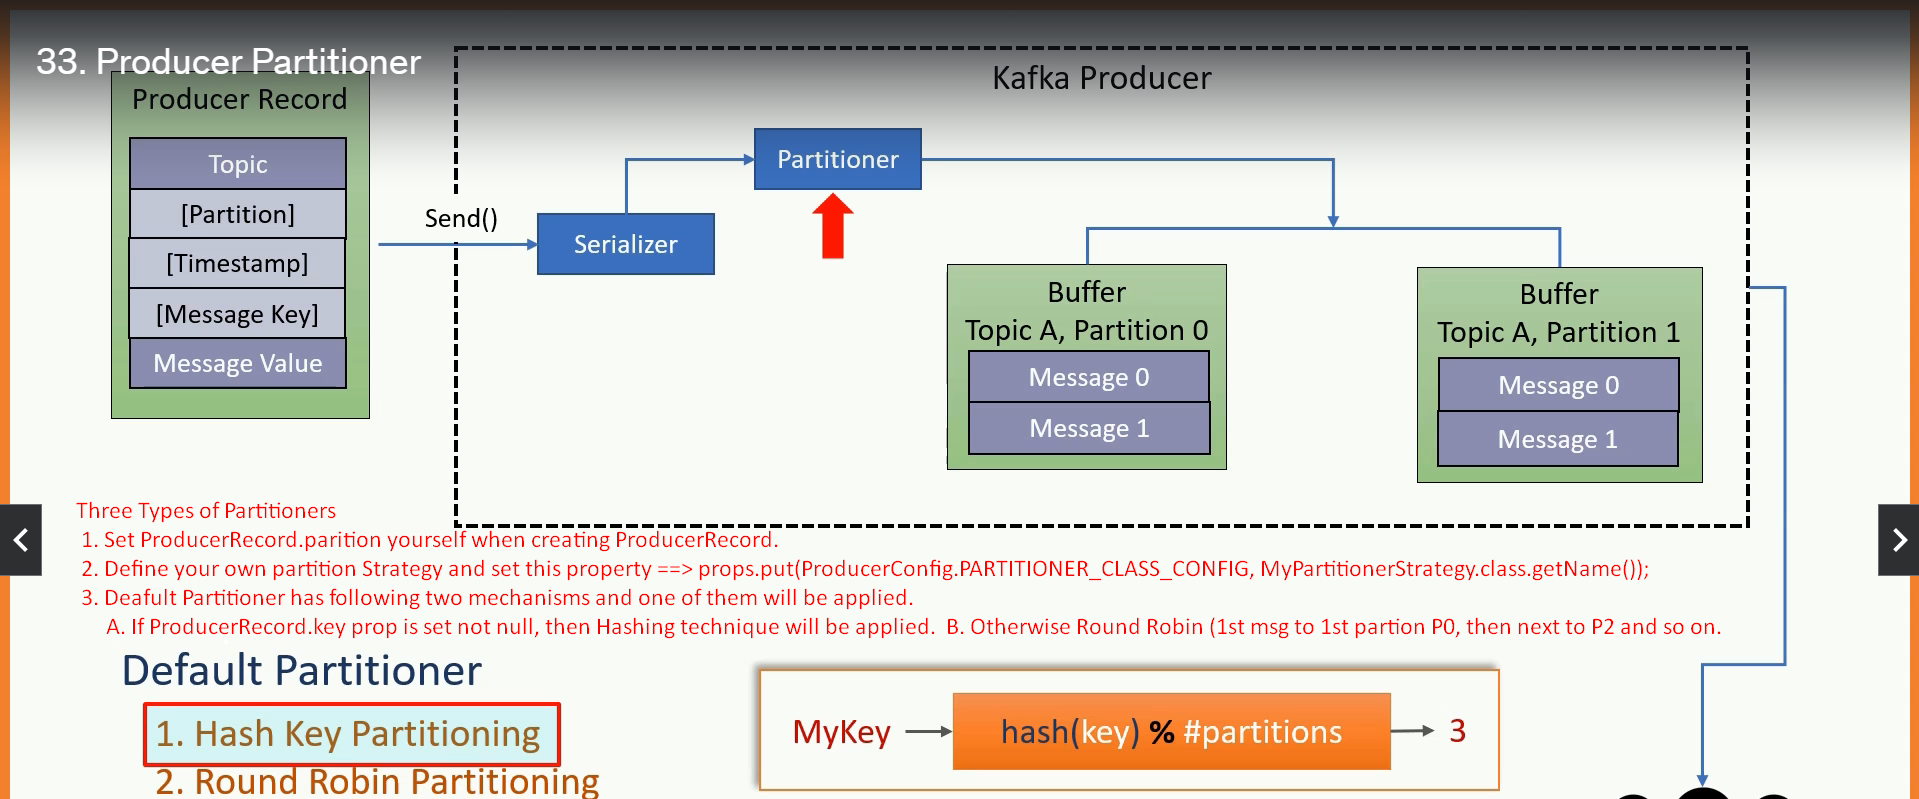 33. Producer Partitioner
Kafka Producer
Producer Record
Topic
[Partition]
[Timestamp]
[Message Key]
Message Value
Send()
Serializer
Partitioner
Buffer
Topic A, Partition 0
Message 0
Message 1
Buffer
Topic A, Partition 1
Message 0
Message 1
Three Types of Partitioners
1. Set ProducerRecord.parition yourself when creating ProducerRecord.
2. Define your own partition Strategy and set this property ==> props.put(ProducerConfig.PARTITIONER_CLASS_CONFIG, MyPartitionerStrategy.class.getName());
3. Deafult Partitioner has following two mechanisms and one of them will be applied.
A. If ProducerRecord.key prop is set not null, then Hashing technique will be applied. B. Otherwise Round Robin (1st msg to 1st partion P0, then next to P2 and so on.
Default Partitioner
1. Hash Key Partitioning
2. Round Robin Partitioning
MyKey
hash(key) % #partitions
3